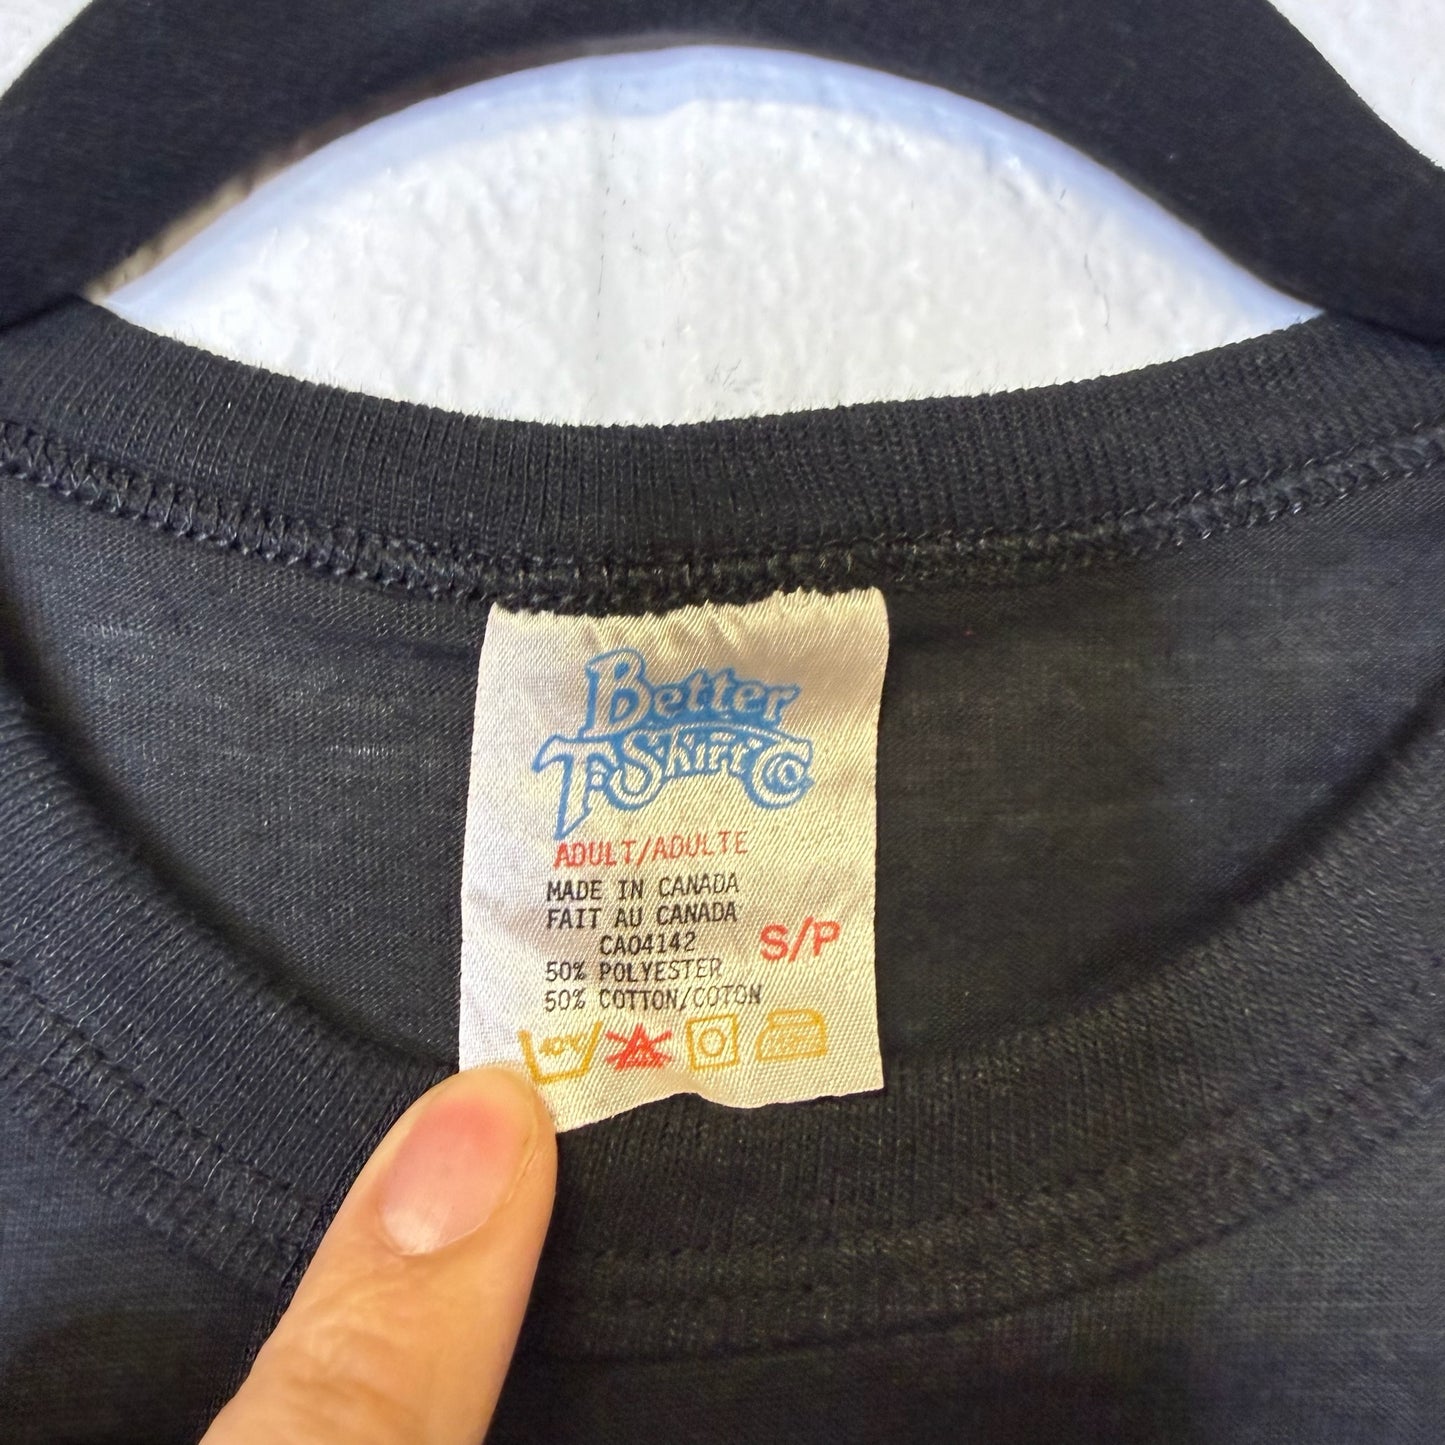 Better
T-Shirt Co.
ADULT/ADULTE
MADE IN CANADA
FAIT AU CANADA
CA04142
S/P
50% POLYESTER
50% COTTON/COTON